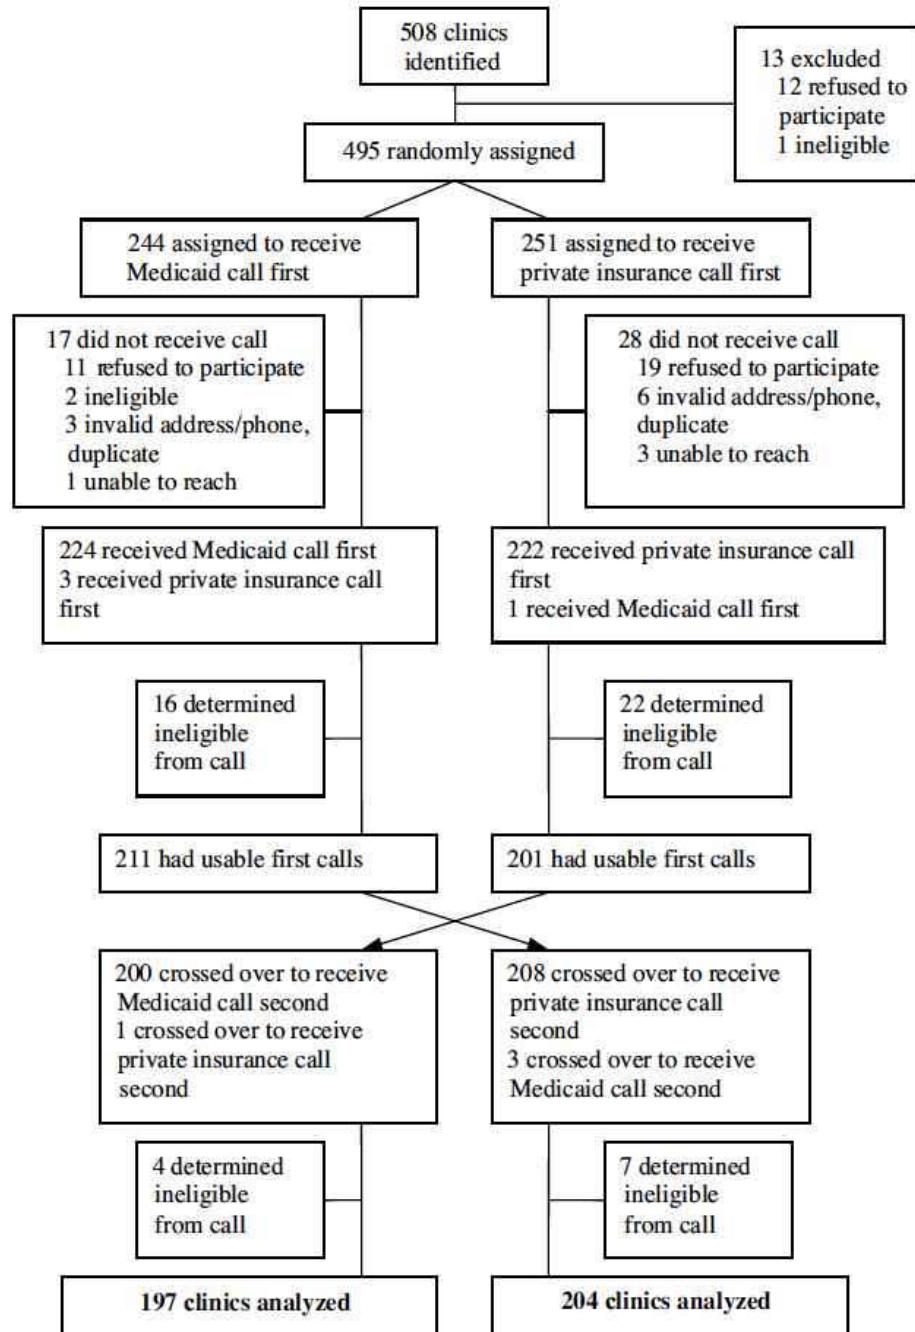 508 clinics
identified
13 excluded
12 refused to
participate
1 ineligible
495 randomly assigned
244 assigned to receive
Medicaid call first
251 assigned to receive
private insurance call first
17 did not receive call
11 refused to participate
2 ineligible
3 invalid address/phone,
duplicate
1 unable to reach
28 did not receive call
19 refused to participate
6 invalid address/phone,
duplicate
3 unable to reach
224 received Medicaid call first
3 received private insurance call
first
222 received private insurance call
first
1 received Medicaid call first
16 determined
ineligible
from call
22 determined
ineligible
from call
211 had usable first calls
201 had usable first calls
200 crossed over to receive
Medicaid call second
1 crossed over to receive
private insurance call
second
208 crossed over to receive
private insurance call
second
3 crossed over to receive
Medicaid call second
4 determined
ineligible
from call
7 determined
ineligible
from call
197 clinics analyzed
204 clinics analyzed